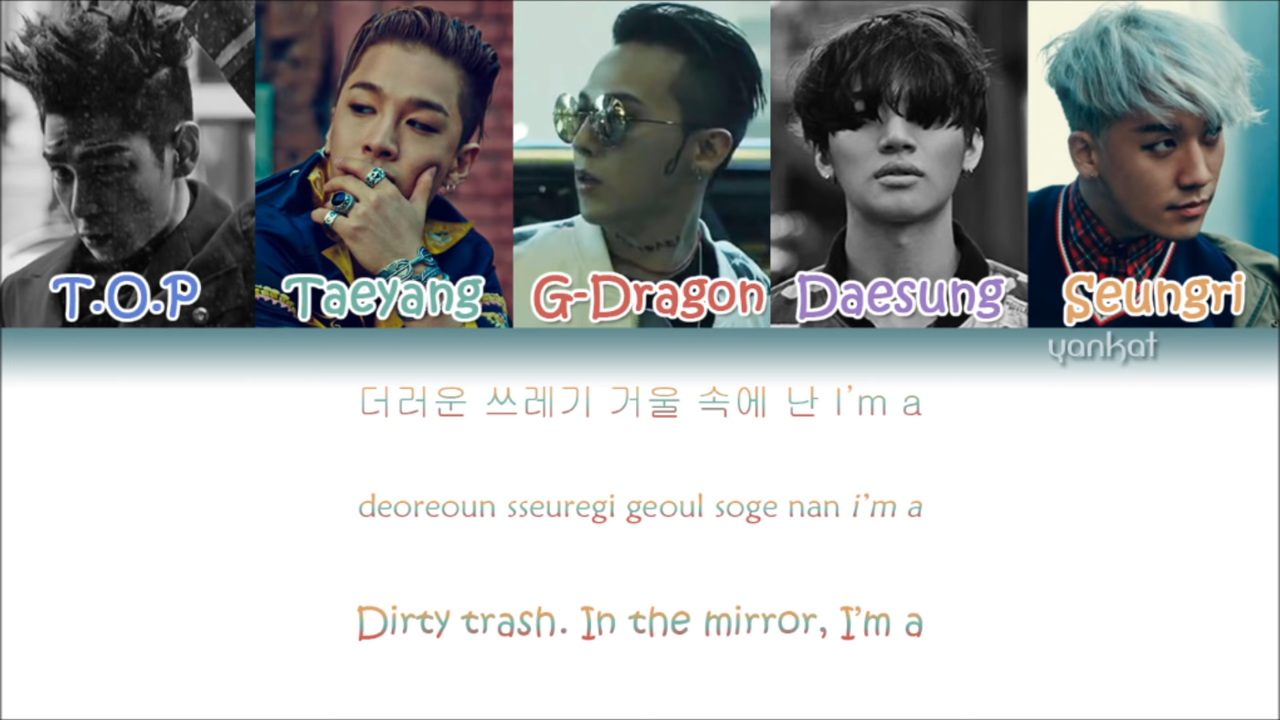 T.O.P Taeyang G-Dragon Daesung Seungri
yankat
더러운 쓰레기 거울 속에 난 I'm a
deoreoun sseuregi geoul soge nan i'm a
Dirty trash. In the mirror, I'm a